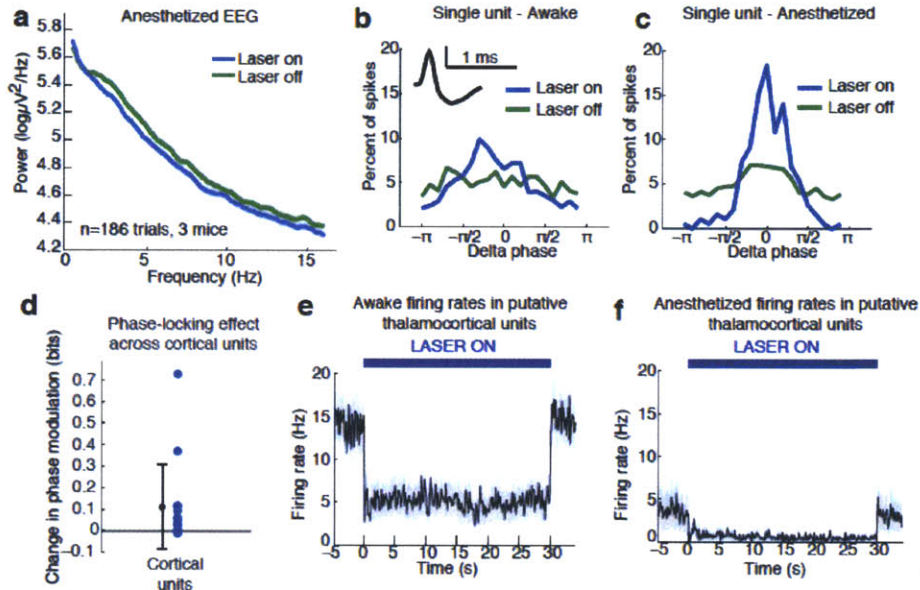 a
Anesthetized EEG
5.8
5.6
5.4
5.2
5
4.8
4.6
4.4
4.2
Power (logμV²/Hz)
Laser on
Laser off
n=186 trials, 3 mice
0 5 10 15
Frequency (Hz)
b
Single unit - Awake
20
15
10
5
0
Percent of spikes
1 ms
Laser on
Laser off
−π −π/2 0 π/2 π
Delta phase
c
Single unit - Anesthetized
20
15
10
5
0
Percent of spikes
Laser on
Laser off
−π −π/2 0 π/2 π
Delta phase
d
Phase-locking effect
across cortical units
Change in phase modulation (bits)
0.7
0.6
0.5
0.4
0.3
0.2
0.1
0
−0.1
Cortical
units
e
Awake firing rates in putative
thalamocortical units
LASER ON
20
15
10
5
0
Firing rate (Hz)
-5 0 5 10 15 20 25 30
Time (s)
f
Anesthetized firing rates in putative
thalamocortical units
LASER ON
20
15
10
5
0
Firing rate (Hz)
−5 0 5 10 15 20 25 30
Time (s)